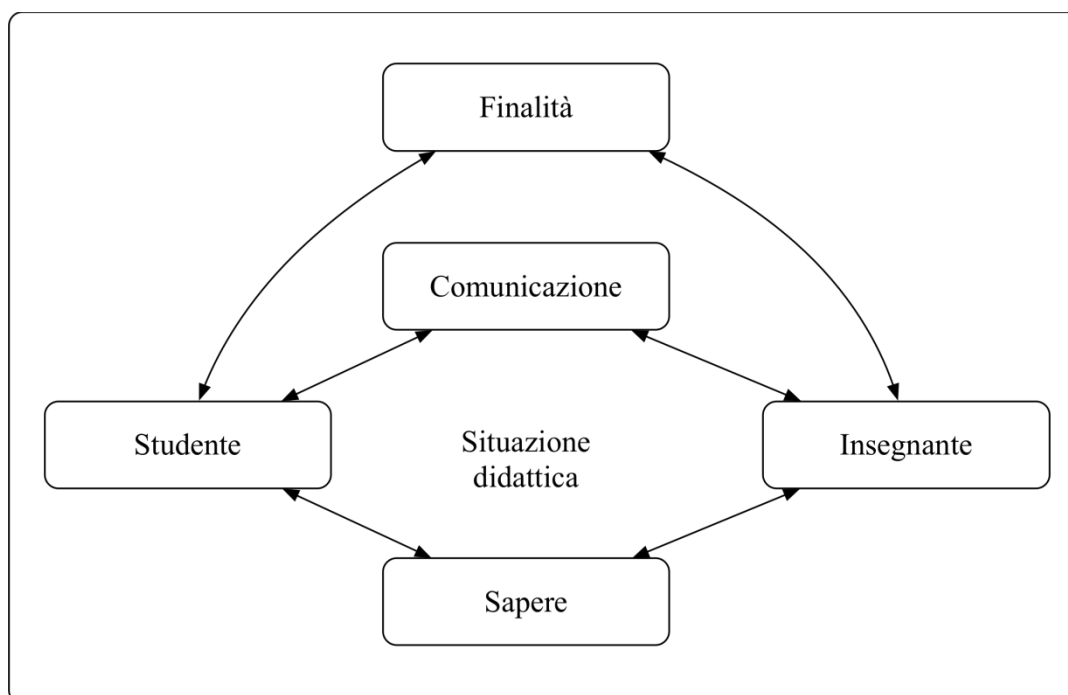 Finalità
Comunicazione
Studente
Situazione
didattica
Insegnante
Sapere